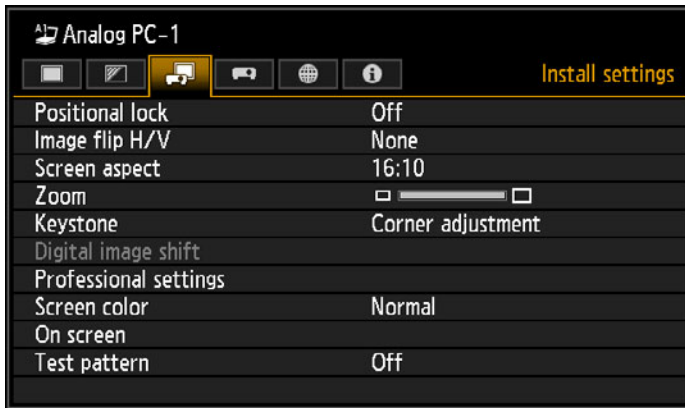 A1 Analog PC-1
Install settings
Positional lock Off
Image flip H/V None
Screen aspect 16:10
Zoom
Keystone Corner adjustment
Digital image shift
Professional settings
Screen color Normal
On screen
Test pattern Off